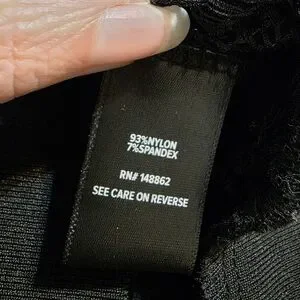 93%NYLON
7%SPANDEX
RN# 148862
SEE CARE ON REVERSE